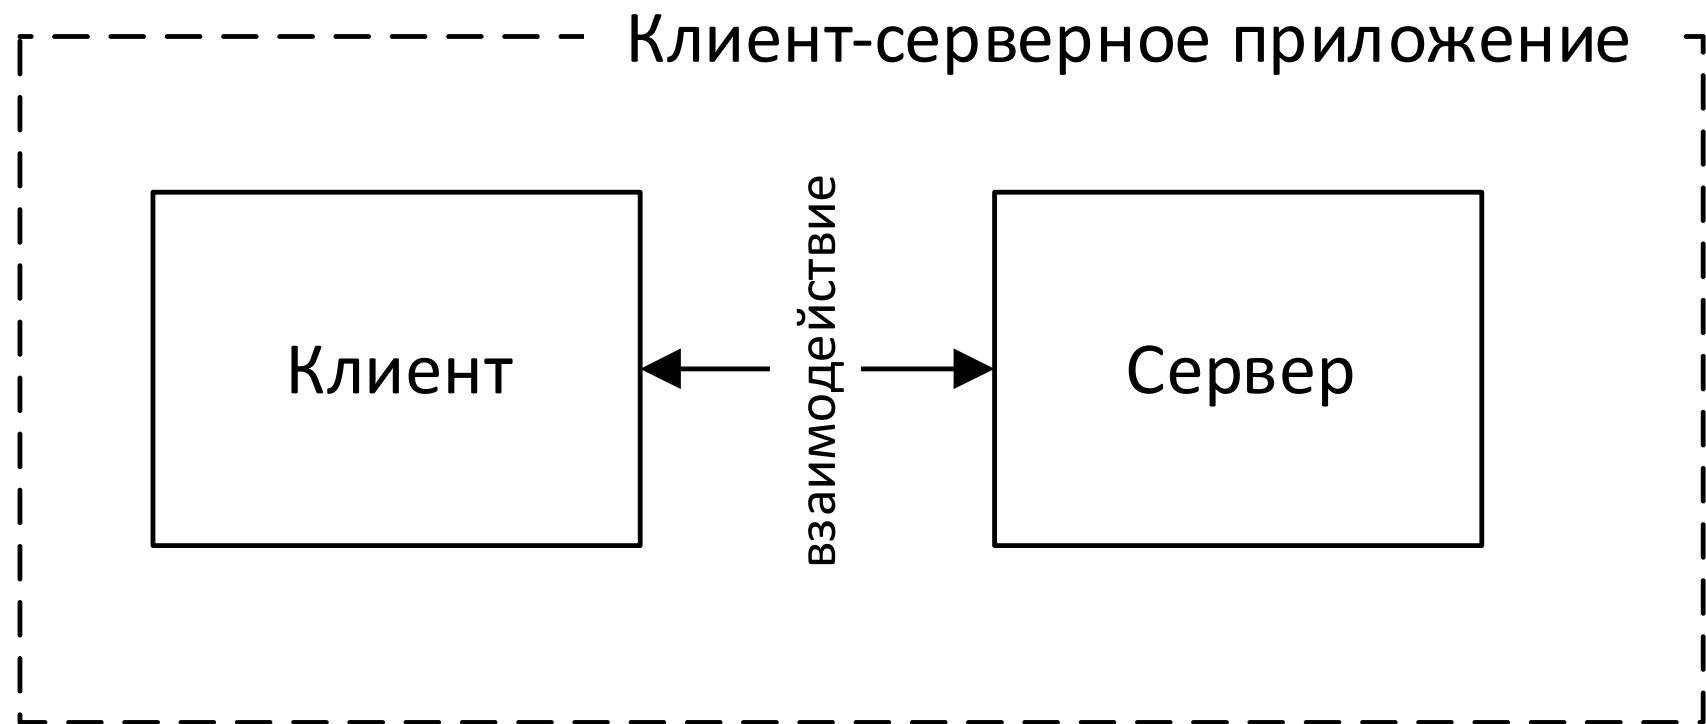 Клиент-серверное приложение
Клиент
взаимодействие
Сервер